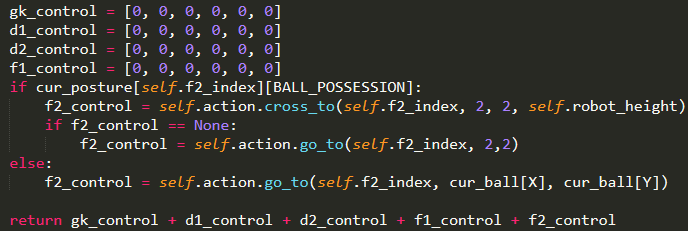 gk_control = [0, 0, 0, 0, 0, 0]
d1_control = [0, 0, 0, 0, 0, 0]
d2_control = [0, 0, 0, 0, 0, 0]
f1_control = [0, 0, 0, 0, 0, 0]
if cur_posture[self.f2_index][BALL_POSSESSION]:
    f2_control = self.action.cross_to(self.f2_index, 2, 2, self.robot_height)
    if f2_control == None:
        f2_control = self.action.go_to(self.f2_index, 2,2)
else:
    f2_control = self.action.go_to(self.f2_index, cur_ball[X], cur_ball[Y])

return gk_control + d1_control + d2_control + f1_control + f2_control